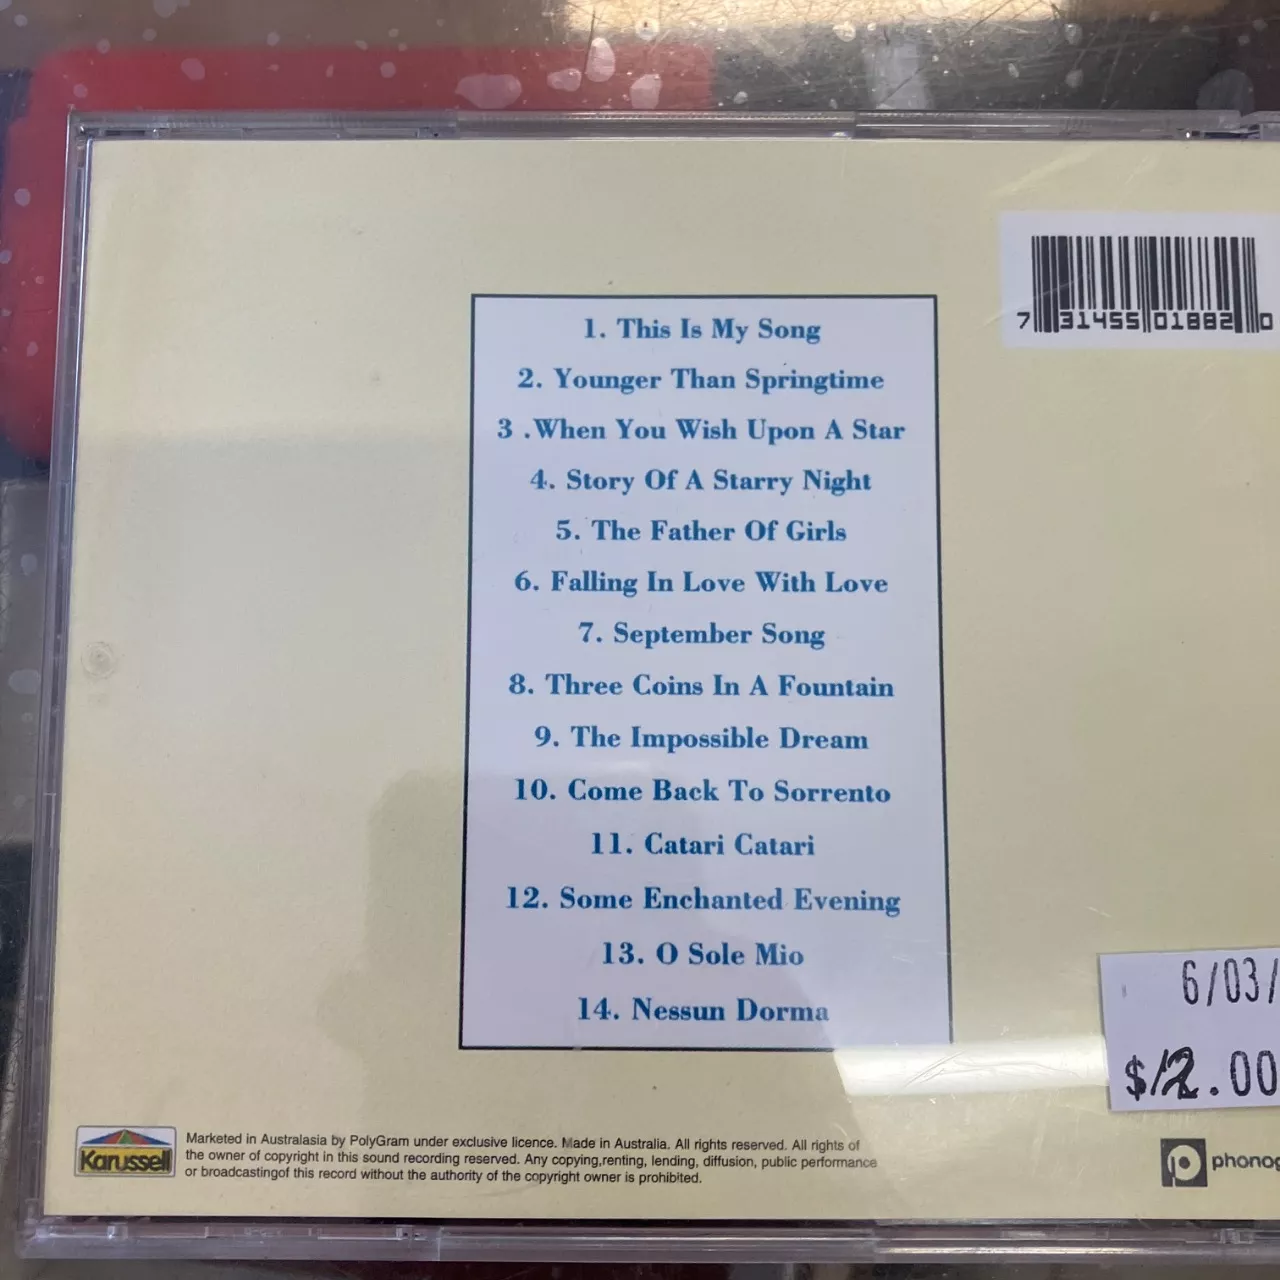 7 31455 01882 0
1. This Is My Song
2. Younger Than Springtime
3 .When You Wish Upon A Star
4. Story Of A Starry Night
5. The Father Of Girls
6. Falling In Love With Love
7. September Song
8. Three Coins In A Fountain
9. The Impossible Dream
10. Come Back To Sorrento
11. Catari Catari
12. Some Enchanted Evening
13. O Sole Mio
14. Nessun Dorma
6/03/
$12.00
Karussell
Marketed in Australasia by PolyGram under exclusive licence. Made in Australia. All rights reserved. All rights of
the owner of copyright in this sound recording reserved. Any copying,renting, lending, diffusion, public performance
or broadcastingof this record without the authority of the copyright owner is prohibited.
phonog